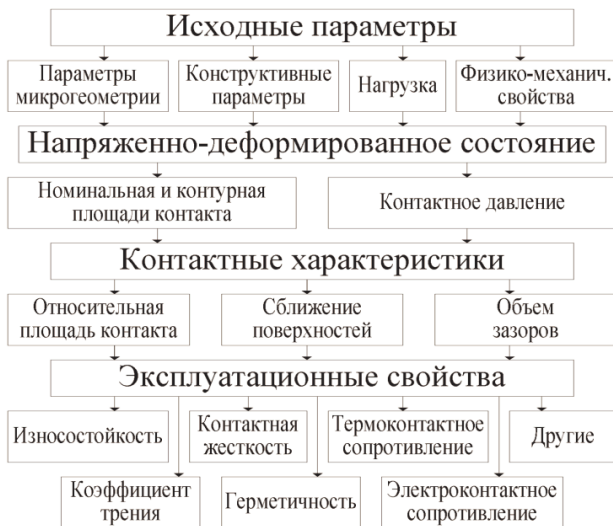 Исходные параметры
Параметры
микрогеометрии
Конструктивные
параметры
Нагрузка
Физико-механич.
свойства
Напряженно-деформированное состояние
Номинальная и контурная
площади контакта
Контактное давление
Контактные характеристики
Относительная
площадь контакта
Сближение
поверхностей
Объем
зазоров
Эксплуатационные свойства
Износостойкость
Контактная
жесткость
Термоконтактное
сопротивление
Другие
Коэффициент
трения
Герметичность
Электроконтактное
сопротивление